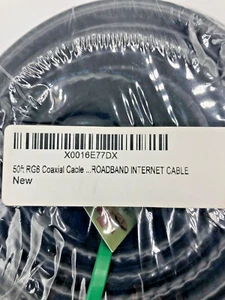 X0016E77DX
50ft RG6 Coaxial Cable ...ROADBAND INTERNET CABLE
New